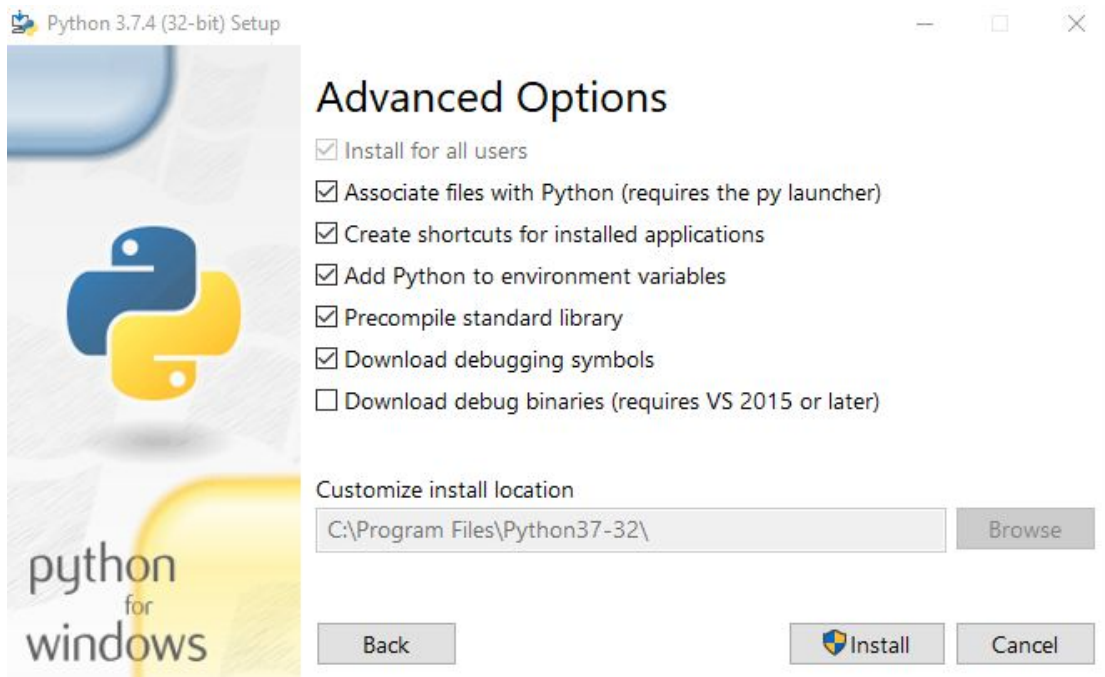 Python 3.7.4 (32-bit) Setup
Advanced Options
Install for all users
Associate files with Python (requires the py launcher)
Create shortcuts for installed applications
Add Python to environment variables
Precompile standard library
Download debugging symbols
Download debug binaries (requires VS 2015 or later)
Customize install location
C:\Program Files\Python37-32\
Browse
python
for
windows
Back
Install
Cancel